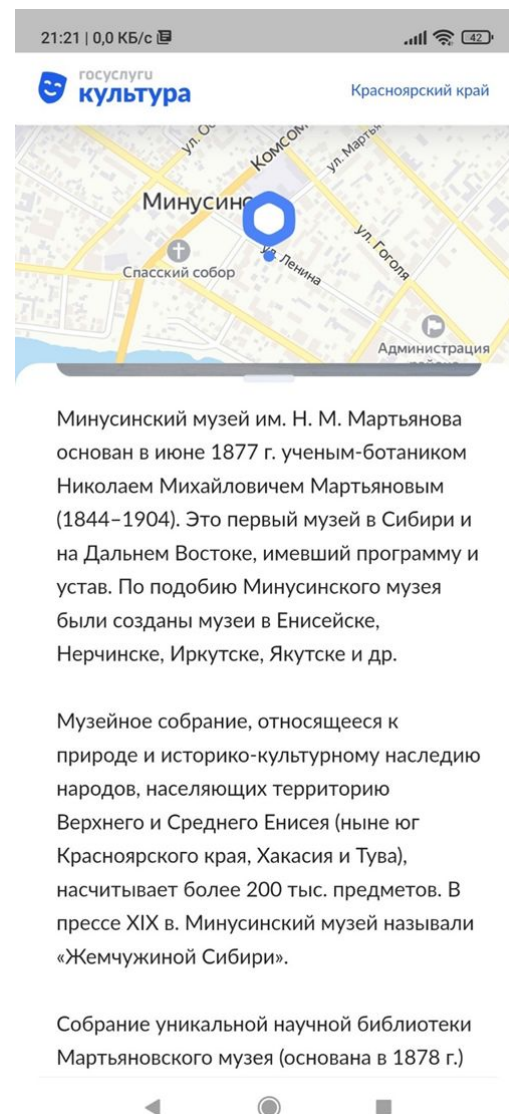 21:21 | 0,0 КБ/с
42
госуслуги
культура
Красноярский край
Комсом
ул. Мартья
Минусинс
ул. Гоголя
ул. Ленина
Спасский собор
Администрация
Минусинский музей им. Н. М. Мартьянова
основан в июне 1877 г. ученым-ботаником
Николаем Михайловичем Мартьяновым
(1844–1904). Это первый музей в Сибири и
на Дальнем Востоке, имевший программу и
устав. По подобию Минусинского музея
были созданы музеи в Енисейске,
Нерчинске, Иркутске, Якутске и др.
Музейное собрание, относящееся к
природе и историко-культурному наследию
народов, населяющих территорию
Верхнего и Среднего Енисея (ныне юг
Красноярского края, Хакасия и Тува),
насчитывает более 200 тыс. предметов. В
прессе XIX в. Минусинский музей называли
«Жемчужиной Сибири».
Собрание уникальной научной библиотеки
Мартьяновского музея (основана в 1878 г.)